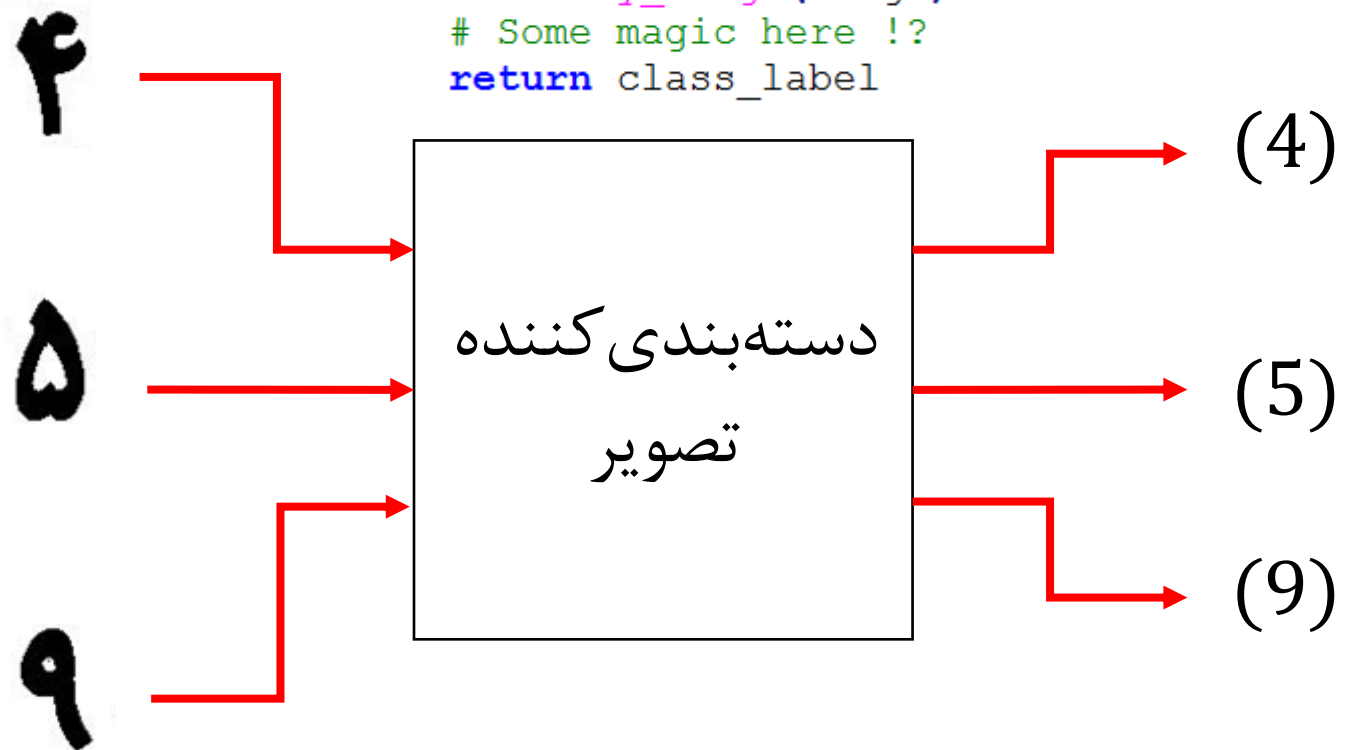 # Some magic here !?
return class_label
۴
(4)
دسته‌بندی کننده
تصویر
۵
(5)
۹
(9)